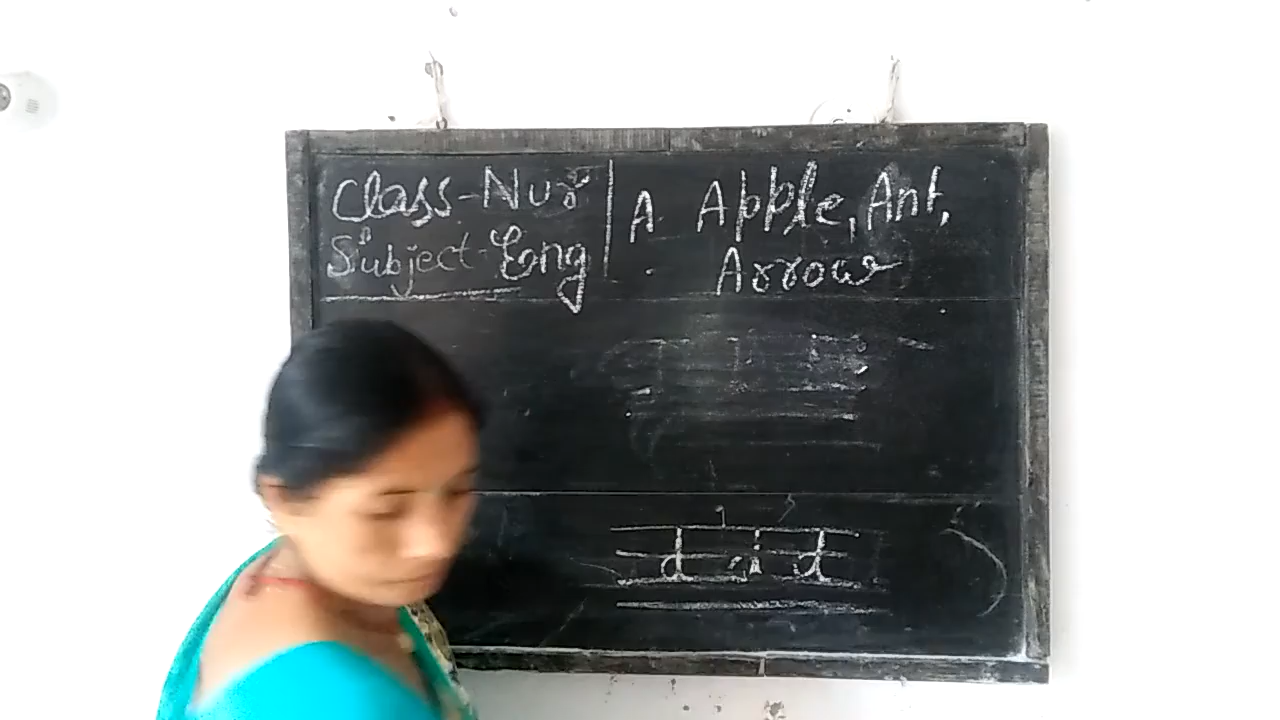 Class-Nur
Subject-Eng
A. Apple, Ant,
Arrow
d d d